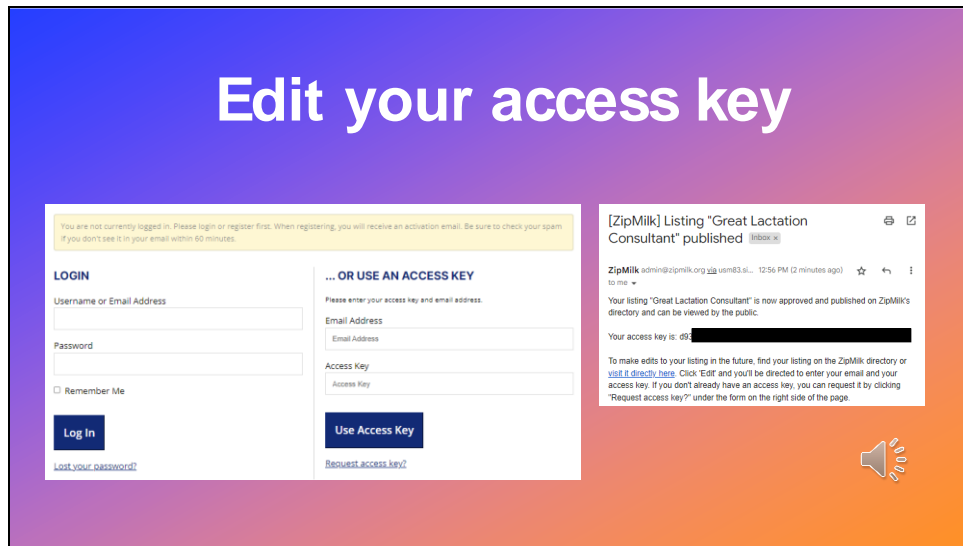 Edit your access key
You are not currently logged in. Please login or register first. When registering, you will receive an activation email. Be sure to check your spam
if you don't see it in your email within 60 minutes.
LOGIN
Username or Email Address
Password
Remember Me
Log In
Lost your password?
... OR USE AN ACCESS KEY
Please enter your access key and email address.
Email Address
Email Address
Access Key
Access Key
Use Access Key
Request access key?
[ZipMilk] Listing "Great Lactation
Consultant" published Inbox x
ZipMilk admin@zipmilk.org via usm83.si... 12:56 PM (2 minutes ago)
to me
Your listing "Great Lactation Consultant" is now approved and published on ZipMilk's
directory and can be viewed by the public.
Your access key is: d93
To make edits to your listing in the future, find your listing on the ZipMilk directory or
visit it directly here. Click 'Edit' and you'll be directed to enter your email and your
access key. If you don't already have an access key, you can request it by clicking
"Request access key?" under the form on the right side of the page.